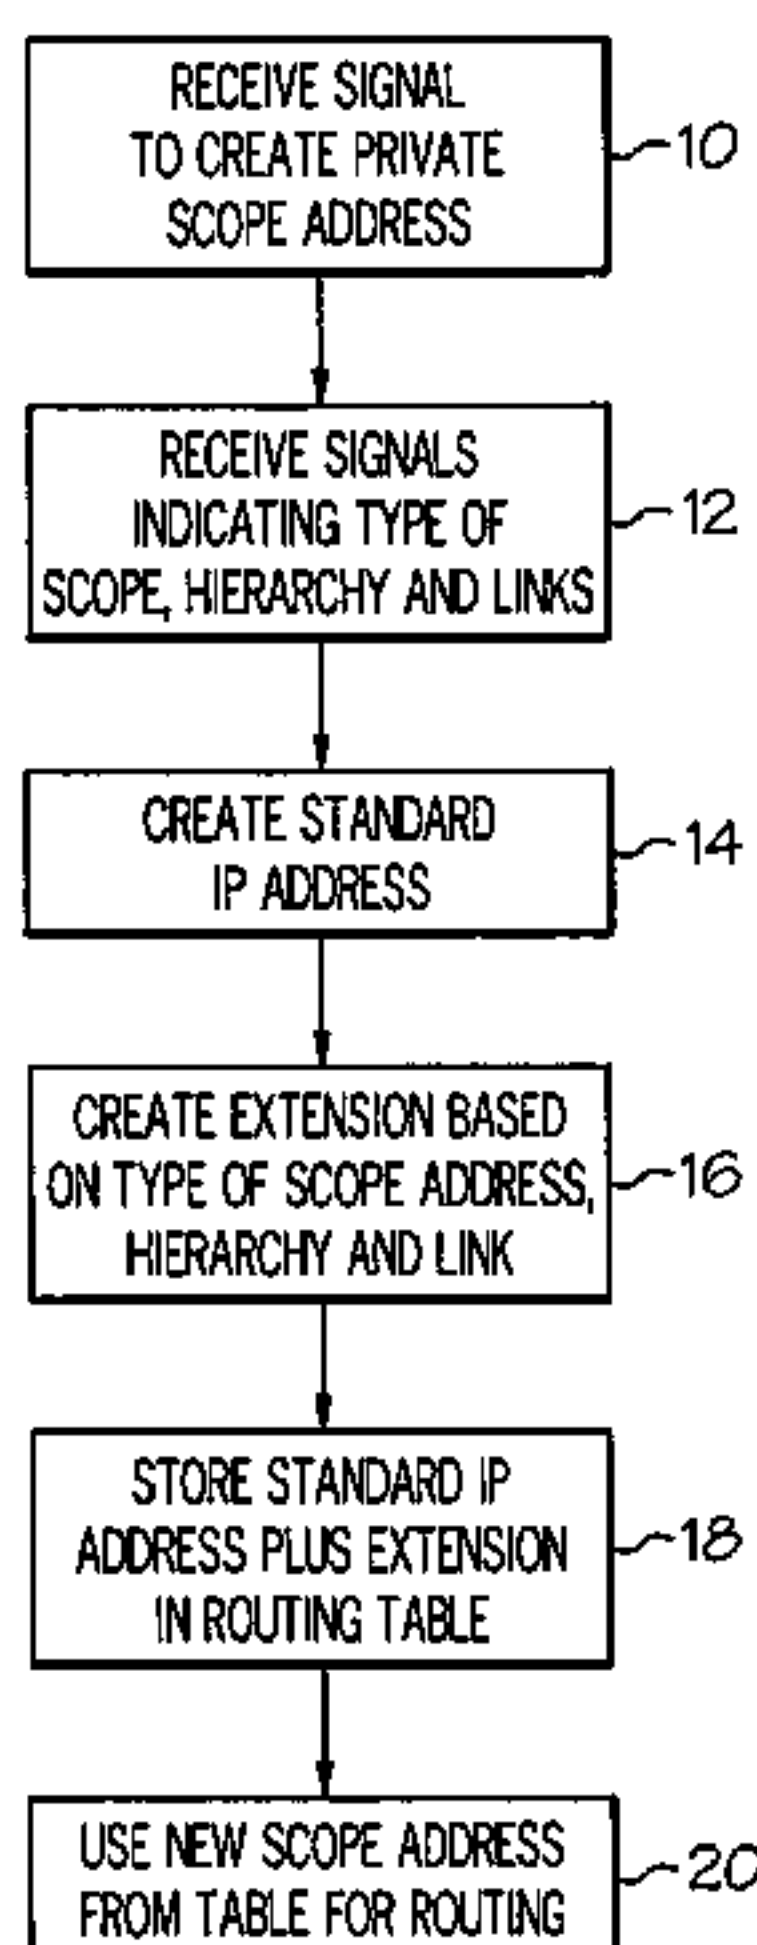 RECEIVE SIGNAL
TO CREATE PRIVATE
SCOPE ADDRESS
10
RECEIVE SIGNALS
INDICATING TYPE OF
SCOPE, HIERARCHY AND LINKS
12
CREATE STANDARD
IP ADDRESS
14
CREATE EXTENSION BASED
ON TYPE OF SCOPE ADDRESS,
HIERARCHY AND LINK
16
STORE STANDARD IP
ADDRESS PLUS EXTENSION
IN ROUTING TABLE
18
USE NEW SCOPE ADDRESS
FROM TABLE FOR ROUTING
20